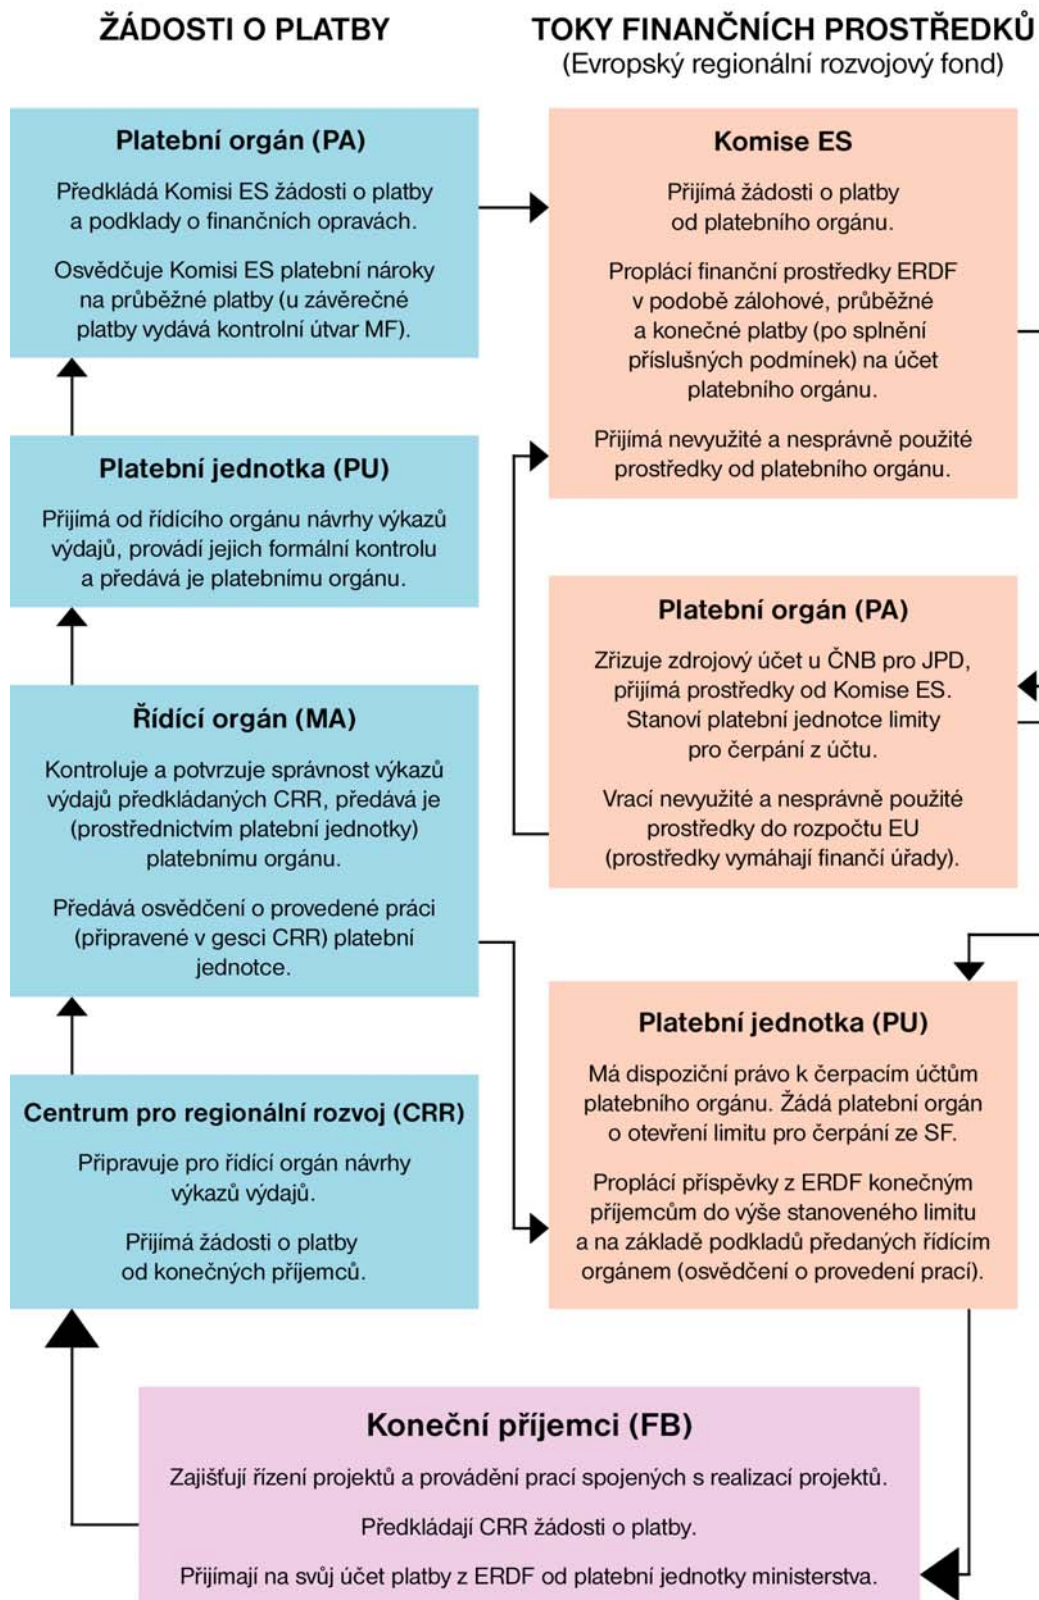 ŽÁDOSTI O PLATBY
Platební orgán (PA)
Předkládá Komisi ES žádosti o platby
a podklady o finančních opravách.
Osvědčuje Komisi ES platební nároky
na průběžné platby (u závěrečné
platby vydává kontrolní útvar MF).
Platební jednotka (PU)
Přijímá od řídícího orgánu návrhy výkazů
výdajů, provádí jejich formální kontrolu
a předává je platebnímu orgánu.
Řídící orgán (MA)
Kontroluje a potvrzuje správnost výkazů
výdajů předkládaných CRR, předává je
(prostřednictvím platební jednotky)
platebnímu orgánu.
Předává osvědčení o provedené práci
(připravené v gesci CRR) platební
jednotce.
Centrum pro regionální rozvoj (CRR)
Připravuje pro řídící orgán návrhy
výkazů výdajů.
Přijímá žádosti o platby
od konečných příjemců.
TOKY FINANČNÍCH PROSTŘEDKŮ
(Evropský regionální rozvojový fond)
Komise ES
Přijímá žádosti o platby
od platebního orgánu.
Proplácí finanční prostředky ERDF
v podobě zálohové, průběžné
a konečné platby (po splnění
příslušných podmínek) na účet
platebního orgánu.
Přijímá nevyužité a nesprávně použité
prostředky od platebního orgánu.
Platební orgán (PA)
Zřizuje zdrojový účet u ČNB pro JPD,
přijímá prostředky od Komise ES.
Stanoví platební jednotce limity
pro čerpání z účtu.
Vrací nevyužité a nesprávně použité
prostředky do rozpočtu EU
(prostředky vymáhají finančí úřady).
Platební jednotka (PU)
Má dispoziční právo k čerpacím účtům
platebního orgánu. Žádá platební orgán
o otevření limitu pro čerpání ze SF.
Proplácí příspěvky z ERDF konečným
příjemcům do výše stanoveného limitu
a na základě podkladů předaných řídícím
orgánem (osvědčení o provedení prací).
Koneční příjemci (FB)
Zajišťují řízení projektů a provádění prací spojených s realizací projektů.
Předkládají CRR žádosti o platby.
Přijímají na svůj účet platby z ERDF od platební jednotky ministerstva.